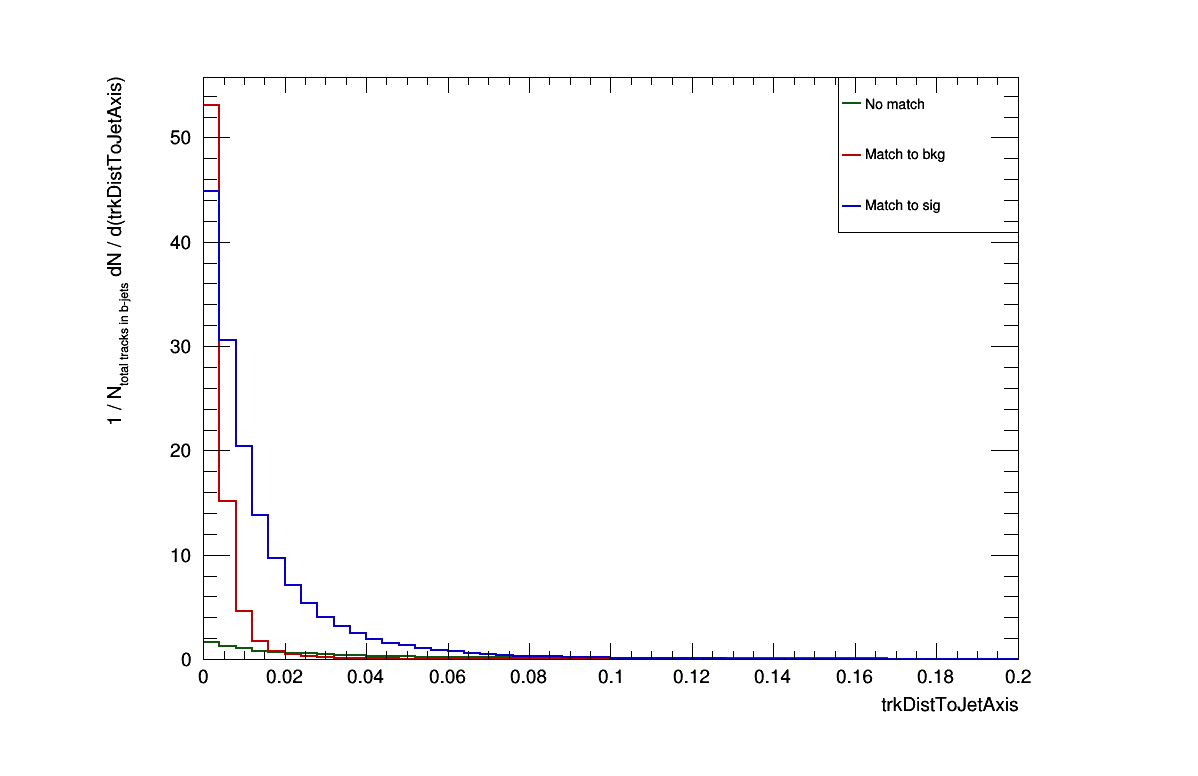 1 / N total tracks in b-jets dN / d(trkDistToJetAxis)
No match
Match to bkg
Match to sig
50
40
30
20
10
0
0 0.02 0.04 0.06 0.08 0.1 0.12 0.14 0.16 0.18 0.2
trkDistToJetAxis